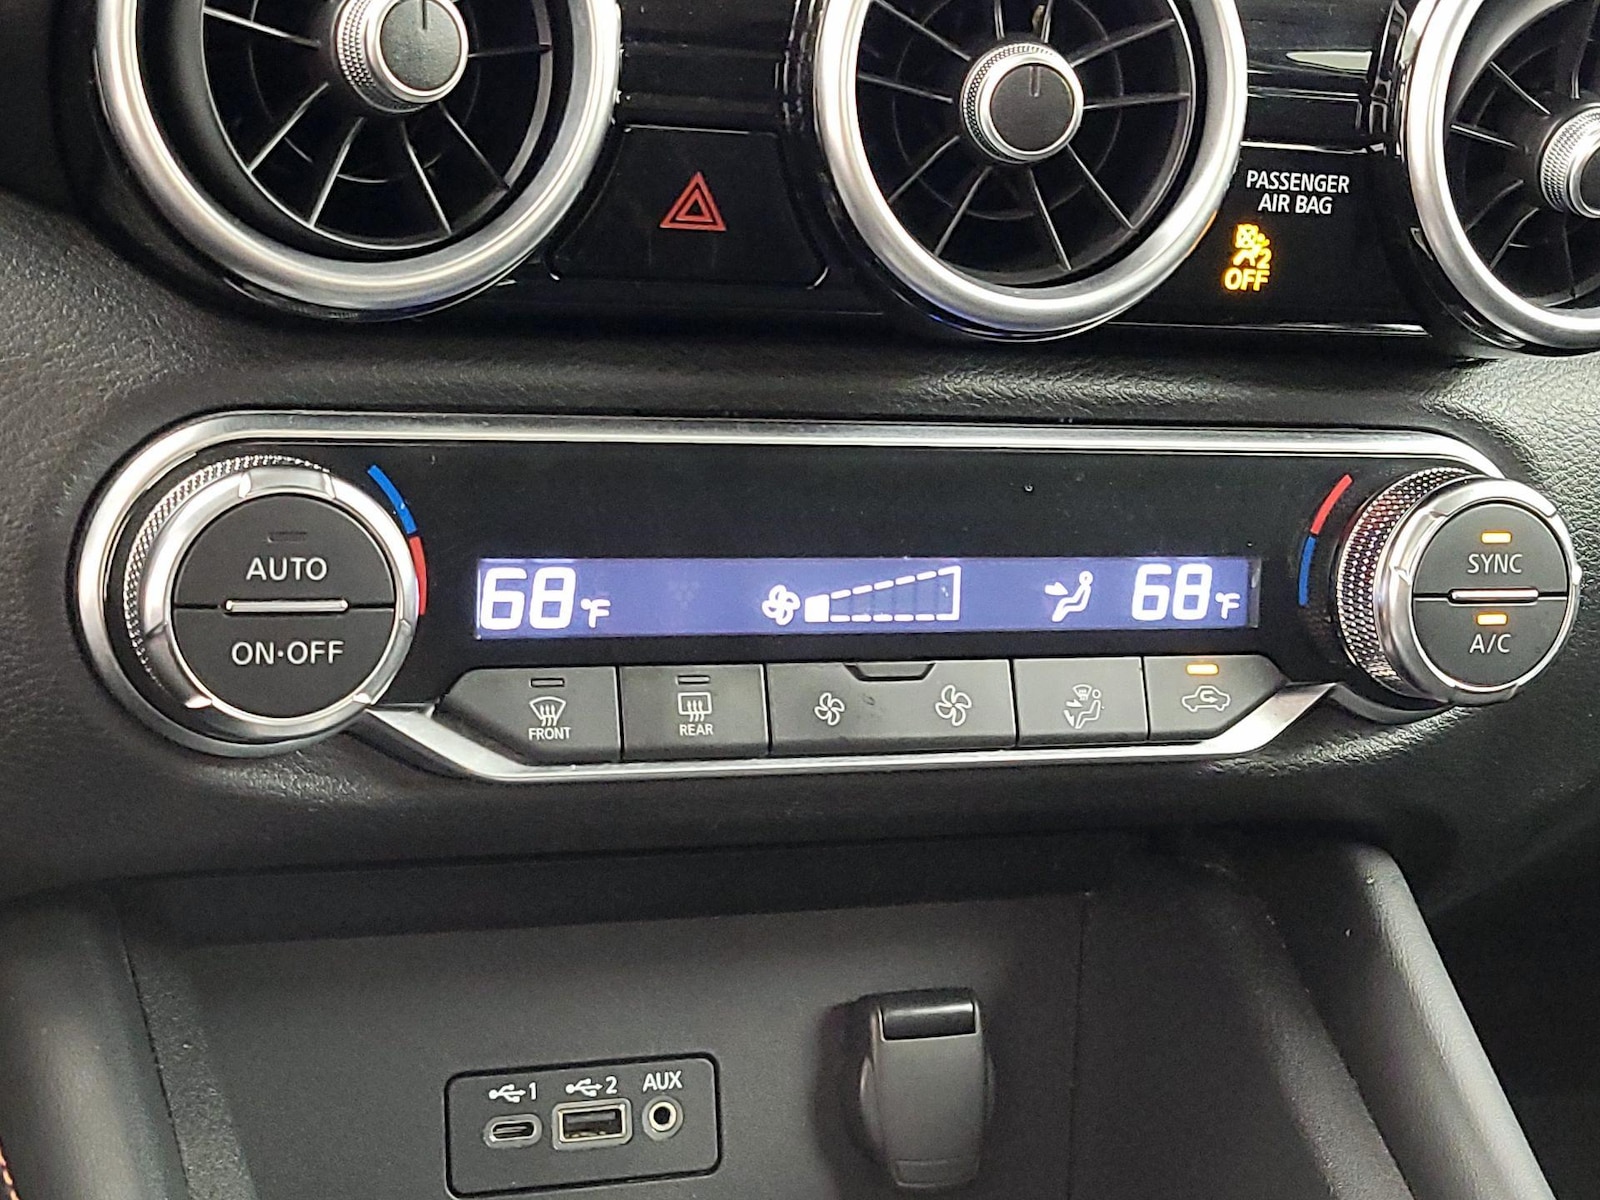 PASSENGER
AIR BAG
2
OFF
AUTO
ON·OFF
68°F
68°F
SYNC
A/C
FRONT
REAR
1
2
AUX